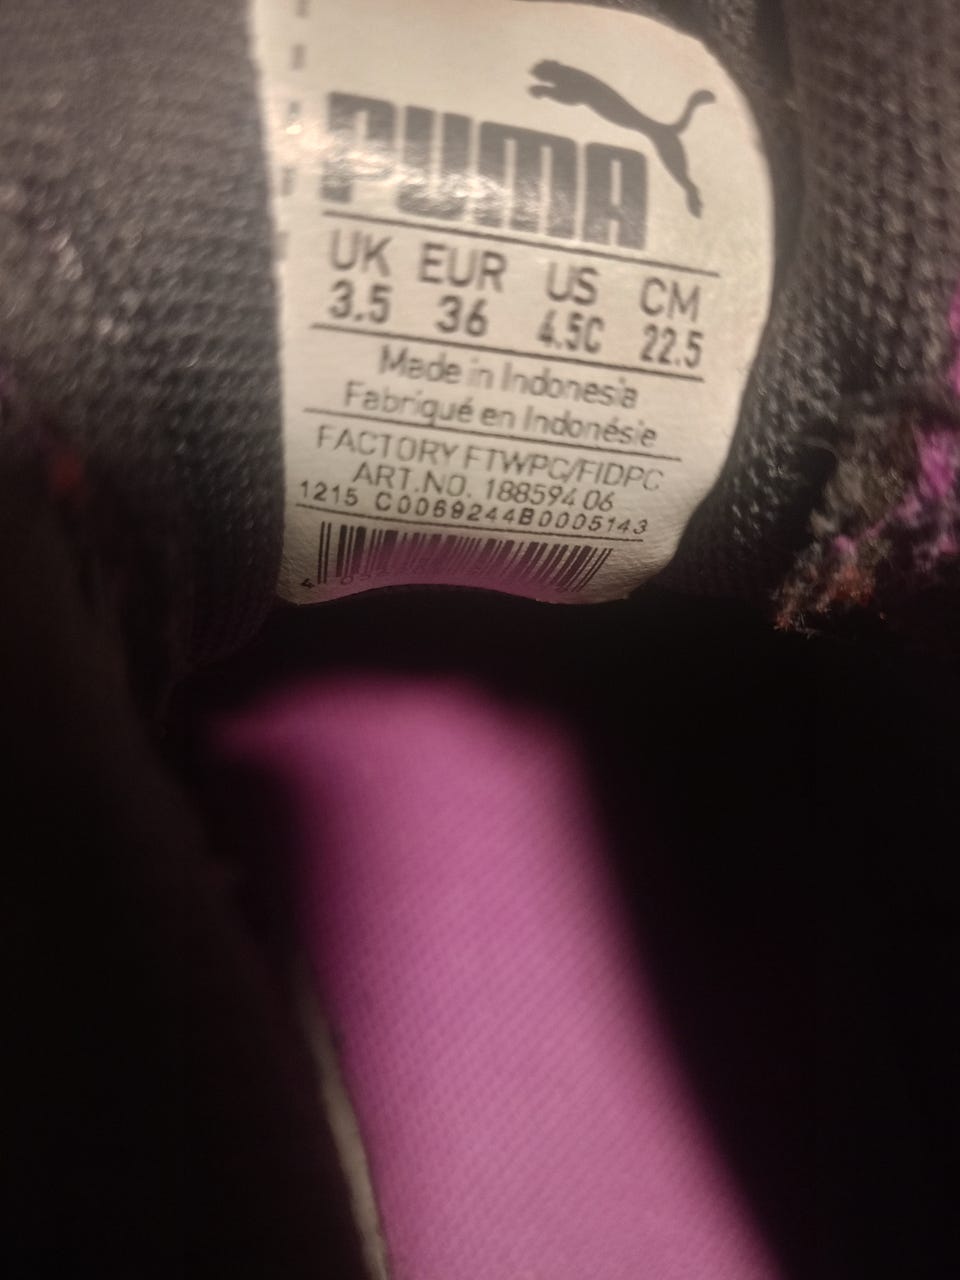 PUMA
UK EUR US CM
3.5 36 4.5C 22.5
Made in Indonesia
Fabriqué en Indonésie
FACTORY FTWPC/FIDPC
ART.NO. 188594 06
1215 C0069244B0005143